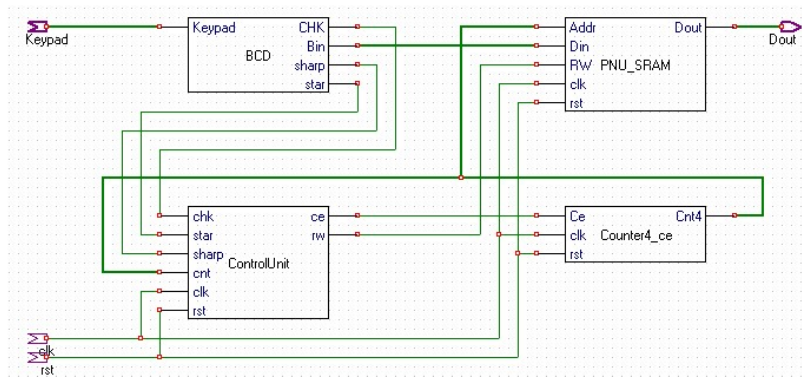 Keypad
Keypad
CHK
Bin
sharp
star
BCD
Addr
Din
RW
clk
rst
Dout
PNU_SRAM
Dout
chk
star
sharp
cnt
clk
rst
ce
rw
ControlUnit
Ce
clk
rst
Cnt4
Counter4_ce
clk
rst